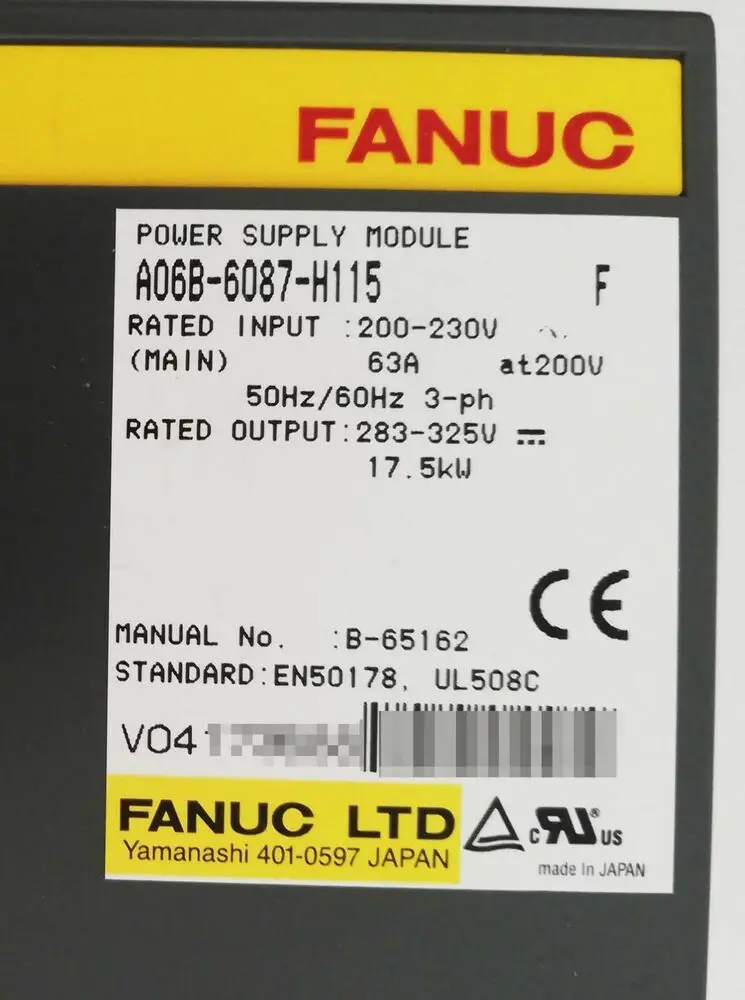 FANUC
POWER SUPPLY MODULE
A06B-6087-H115 F
RATED INPUT :200-230V
(MAIN) 63A at200V
50Hz/60Hz 3-ph
RATED OUTPUT:283-325V ⎓
17.5kW
CE
MANUAL No. :B-65162
STANDARD:EN50178, UL508C
V04
FANUC LTD
Yamanashi 401-0597 JAPAN
c RU® US
made In JAPAN